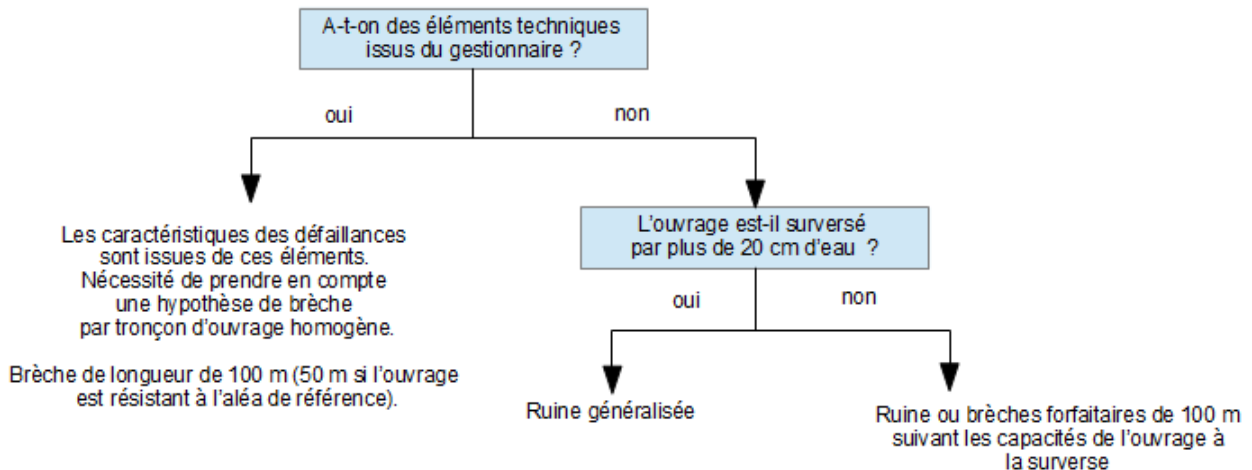 A-t-on des éléments techniques
issus du gestionnaire ?
oui
non
Les caractéristiques des défaillances
sont issues de ces éléments.
Nécessité de prendre en compte
une hypothèse de brèche
par tronçon d'ouvrage homogène.
Brèche de longueur de 100 m (50 m si l'ouvrage
est résistant à l'aléa de référence).
L'ouvrage est-il surversé
par plus de 20 cm d'eau ?
oui
non
Ruine généralisée
Ruine ou brèches forfaitaires de 100 m
suivant les capacités de l'ouvrage à
la surverse